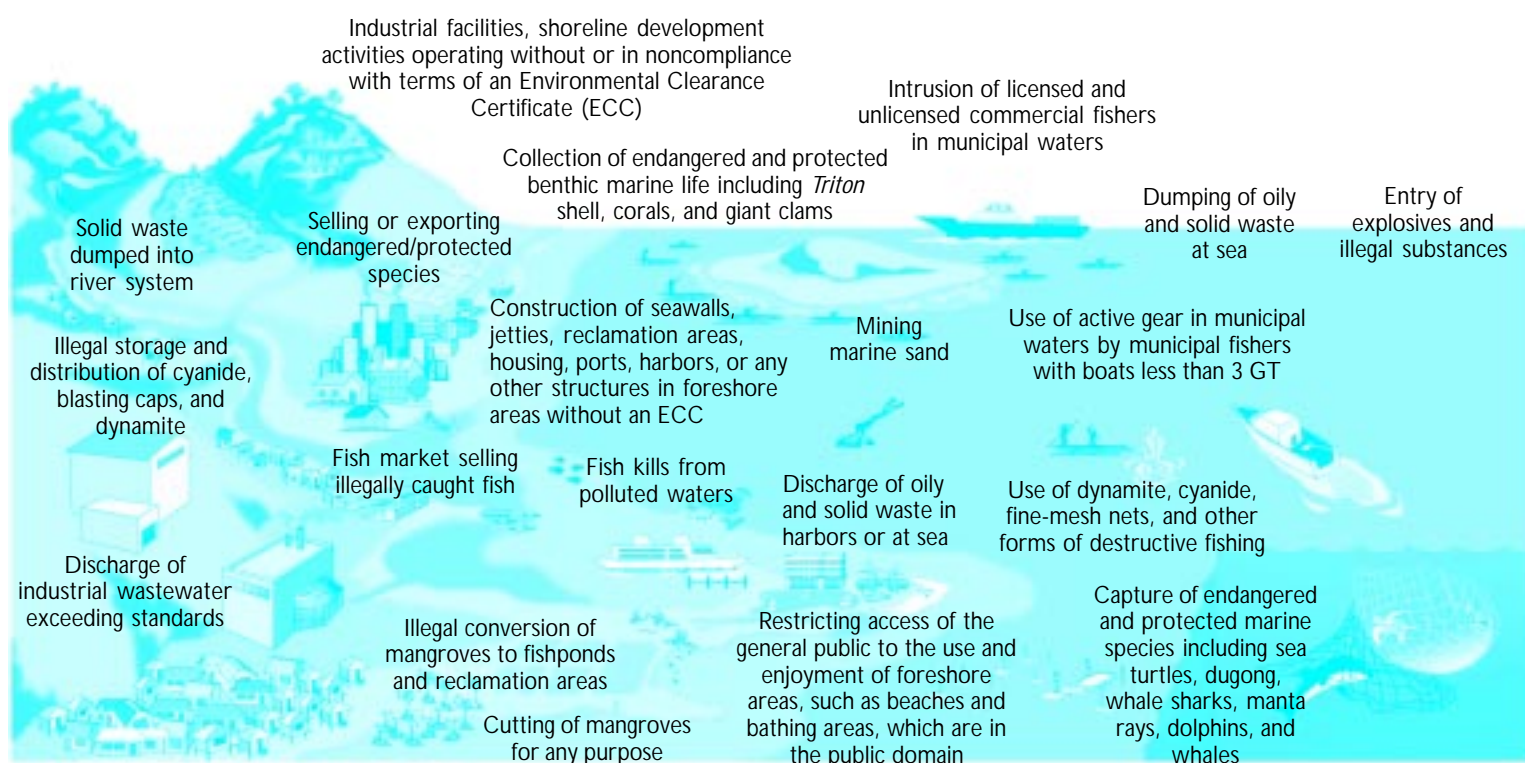 Industrial facilities, shoreline development
activities operating without or in noncompliance
with terms of an Environmental Clearance
Certificate (ECC)
Intrusion of licensed and
unlicensed commercial fishers
in municipal waters
Collection of endangered and protected
benthic marine life including Triton
shell, corals, and giant clams
Dumping of oily
and solid waste
at sea
Entry of
explosives and
illegal substances
Solid waste
dumped into
river system
Selling or exporting
endangered/protected
species
Construction of seawalls,
jetties, reclamation areas,
housing, ports, harbors, or any
other structures in foreshore
areas without an ECC
Mining
marine sand
Use of active gear in municipal
waters by municipal fishers
with boats less than 3 GT
Illegal storage and
distribution of cyanide,
blasting caps, and
dynamite
Fish market selling
illegally caught fish
Fish kills from
polluted waters
Discharge of oily
and solid waste in
harbors or at sea
Use of dynamite, cyanide,
fine-mesh nets, and other
forms of destructive fishing
Discharge of
industrial wastewater
exceeding standards
Illegal conversion of
mangroves to fishponds
and reclamation areas
Restricting access of the
general public to the use and
enjoyment of foreshore
areas, such as beaches and
bathing areas, which are in
the public domain
Capture of endangered
and protected marine
species including sea
turtles, dugong,
whale sharks, manta
rays, dolphins, and
whales
Cutting of mangroves
for any purpose